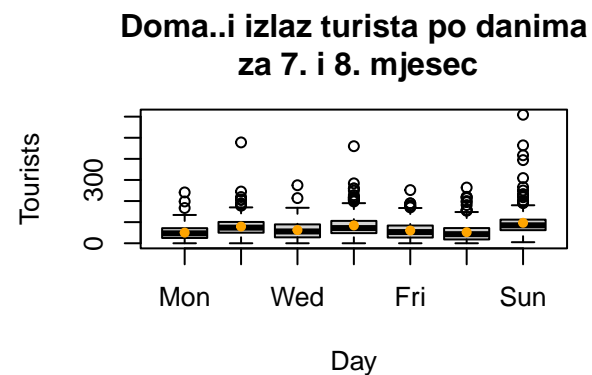 Doma..i izlaz turista po danima
za 7. i 8. mjesec
Tourists
300
0
Mon
Wed
Fri
Sun
Day